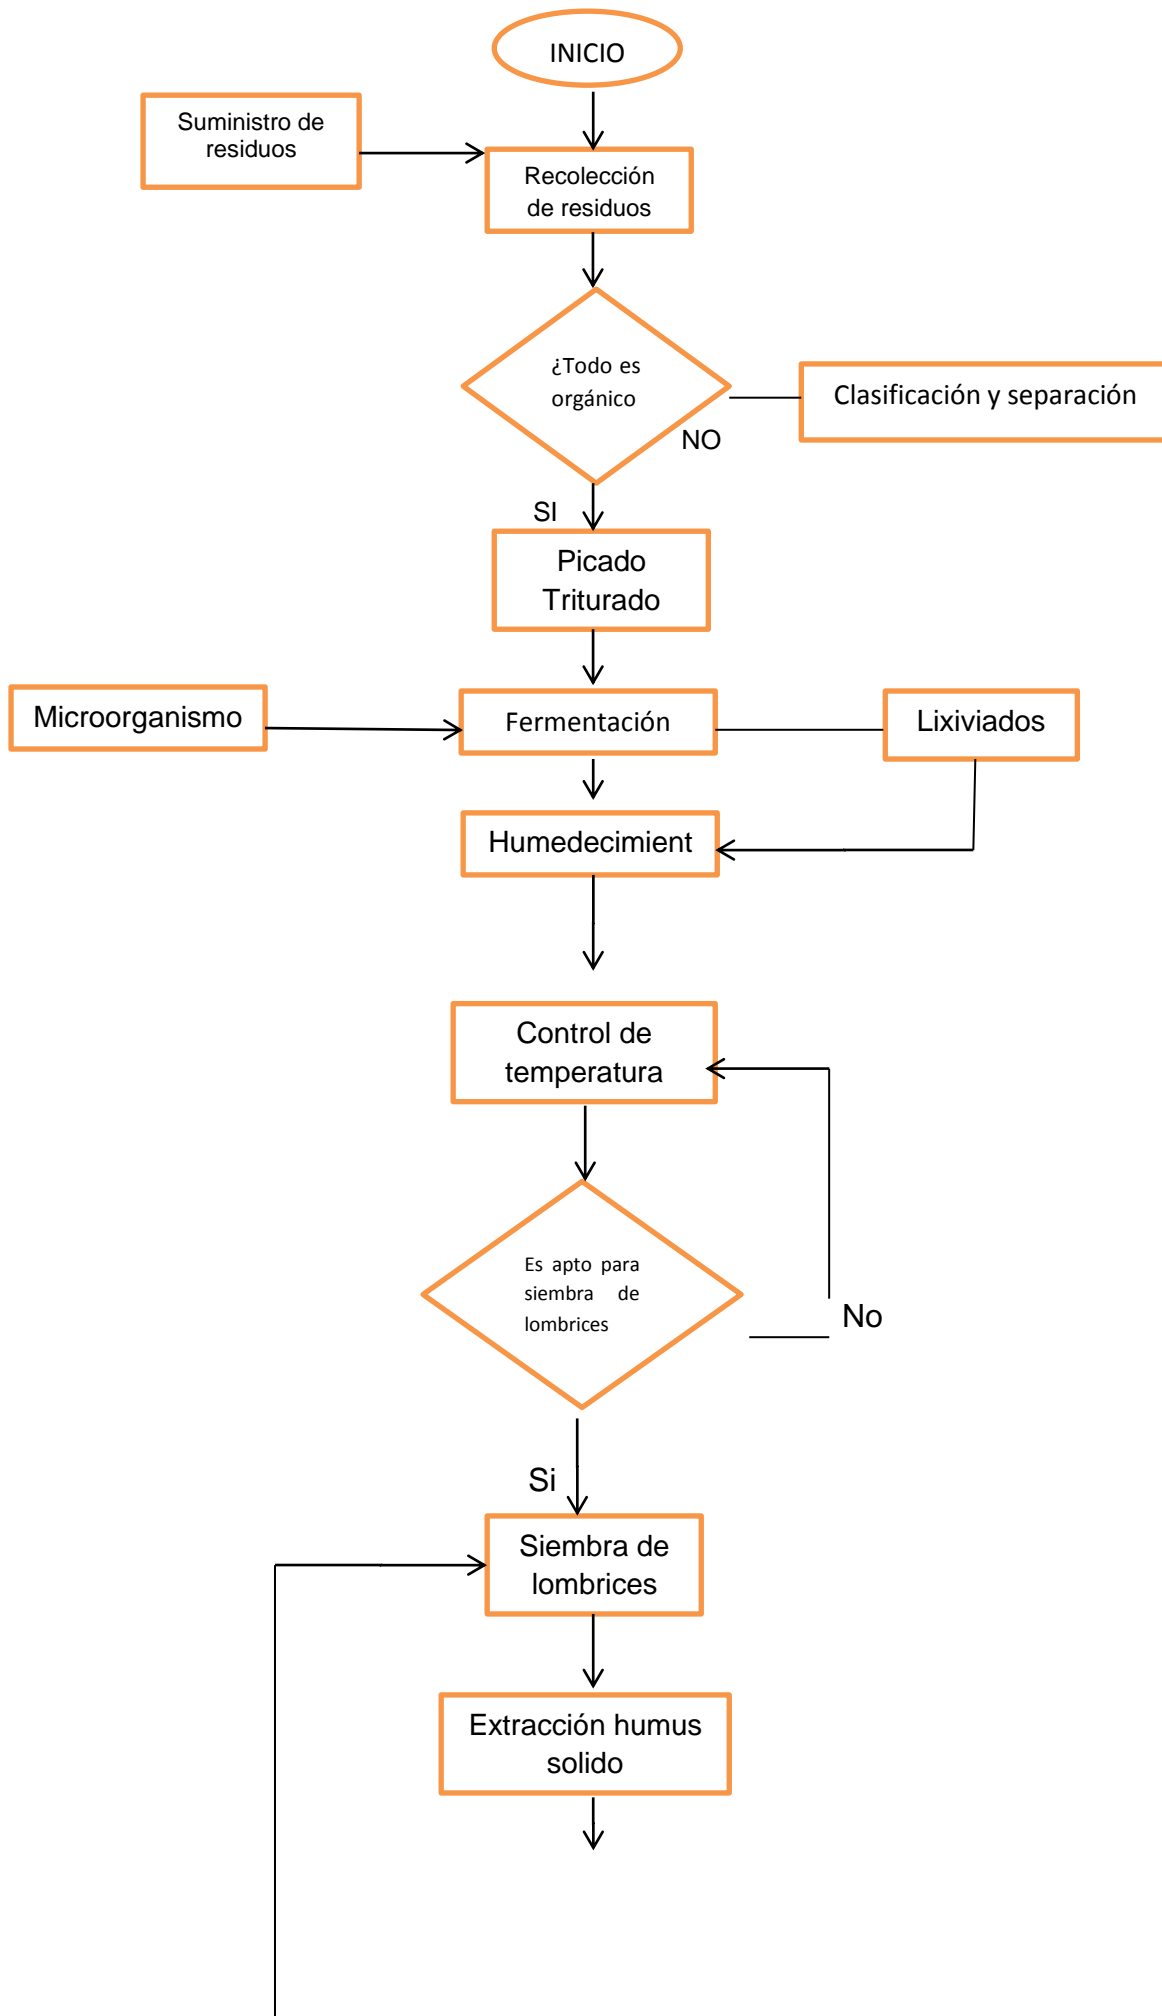 INICIO
Suministro de
residuos
Recolección
de residuos
¿Todo es
orgánico
Clasificación y separación
NO
SI
Picado
Triturado
Microorganismo
Fermentación
Lixiviados
Humedecimient
Control de
temperatura
Es apto para
siembra de
lombrices
No
Si
Siembra de
lombrices
Extracción humus
solido